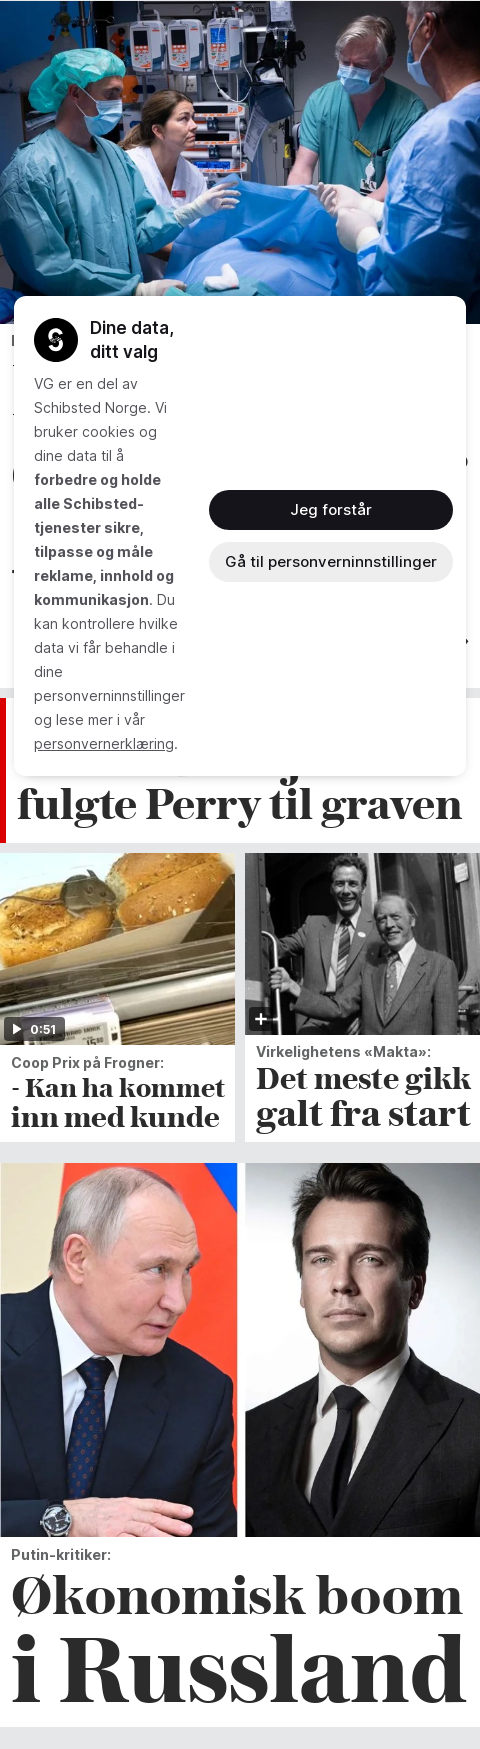 Dine data,
ditt valg
VG er en del av
Schibsted Norge. Vi
bruker cookies og
dine data til å
forbedre og holde
alle Schibsted-
tjenester sikre,
tilpasse og måle
reklame, innhold og
kommunikasjon. Du
kan kontrollere hvilke
data vi får behandle i
dine
personverninnstillinger
og lese mer i vår
personvernerklæring.
Jeg forstår
Gå til personverninnstillinger
fulgte Perry til graven
0:51
Coop Prix på Frogner:
- Kan ha kommet
inn med kunde
Virkelighetens «Makta»:
Det meste gikk
galt fra start
Putin-kritiker:
Økonomisk boom
i Russland